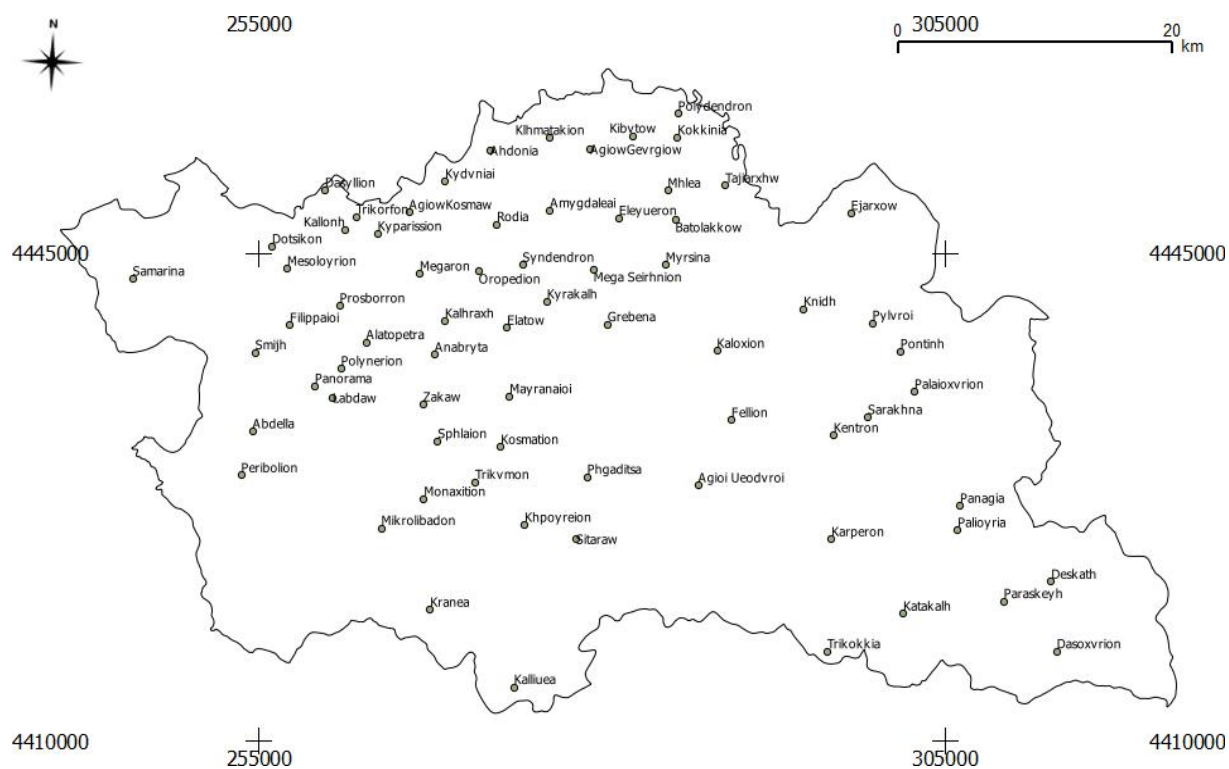 N
255000
305000
0
20
km
Polydendron
Klhmatakion
Kibytow
Kokkinia
Ahdonia
AgiowGevrgiow
Kydvniai
Dasyllion
Mhlea
Tajiarxhw
Trikorfon
AgiowKosmaw
Amygdaleai
Eleyueron
Ejarxow
Kallonh
Kyparission
Rodia
Batolakkow
4445000
Dotsikon
4445000
Mesoloyrion
Samarina
Megaron
Syndendron
Oropedion
Mega Seirhnion
Myrsina
Prosborron
Kyrakalh
Knidh
Filippaioi
Kalhraxh
Elatow
Grebena
Pylvroi
Smijh
Alatopetra
Anabryta
Kaloxion
Pontinh
Polynerion
Panorama
Labdaw
Zakaw
Mayranaioi
Palaioxvrion
Abdella
Fellion
Sarakhna
Kentron
Sphlaion
Kosmation
Peribolion
Trikvmon
Phgaditsa
Agioi Ueodvroi
Monaxition
Panagia
Mikrolibadon
Khpoyreion
Sitaraw
Karperon
Palioyria
Deskath
Kranea
Katakalh
Paraskeyh
Trikokkia
Dasoxvrion
Kalliuea
4410000
255000
305000
4410000